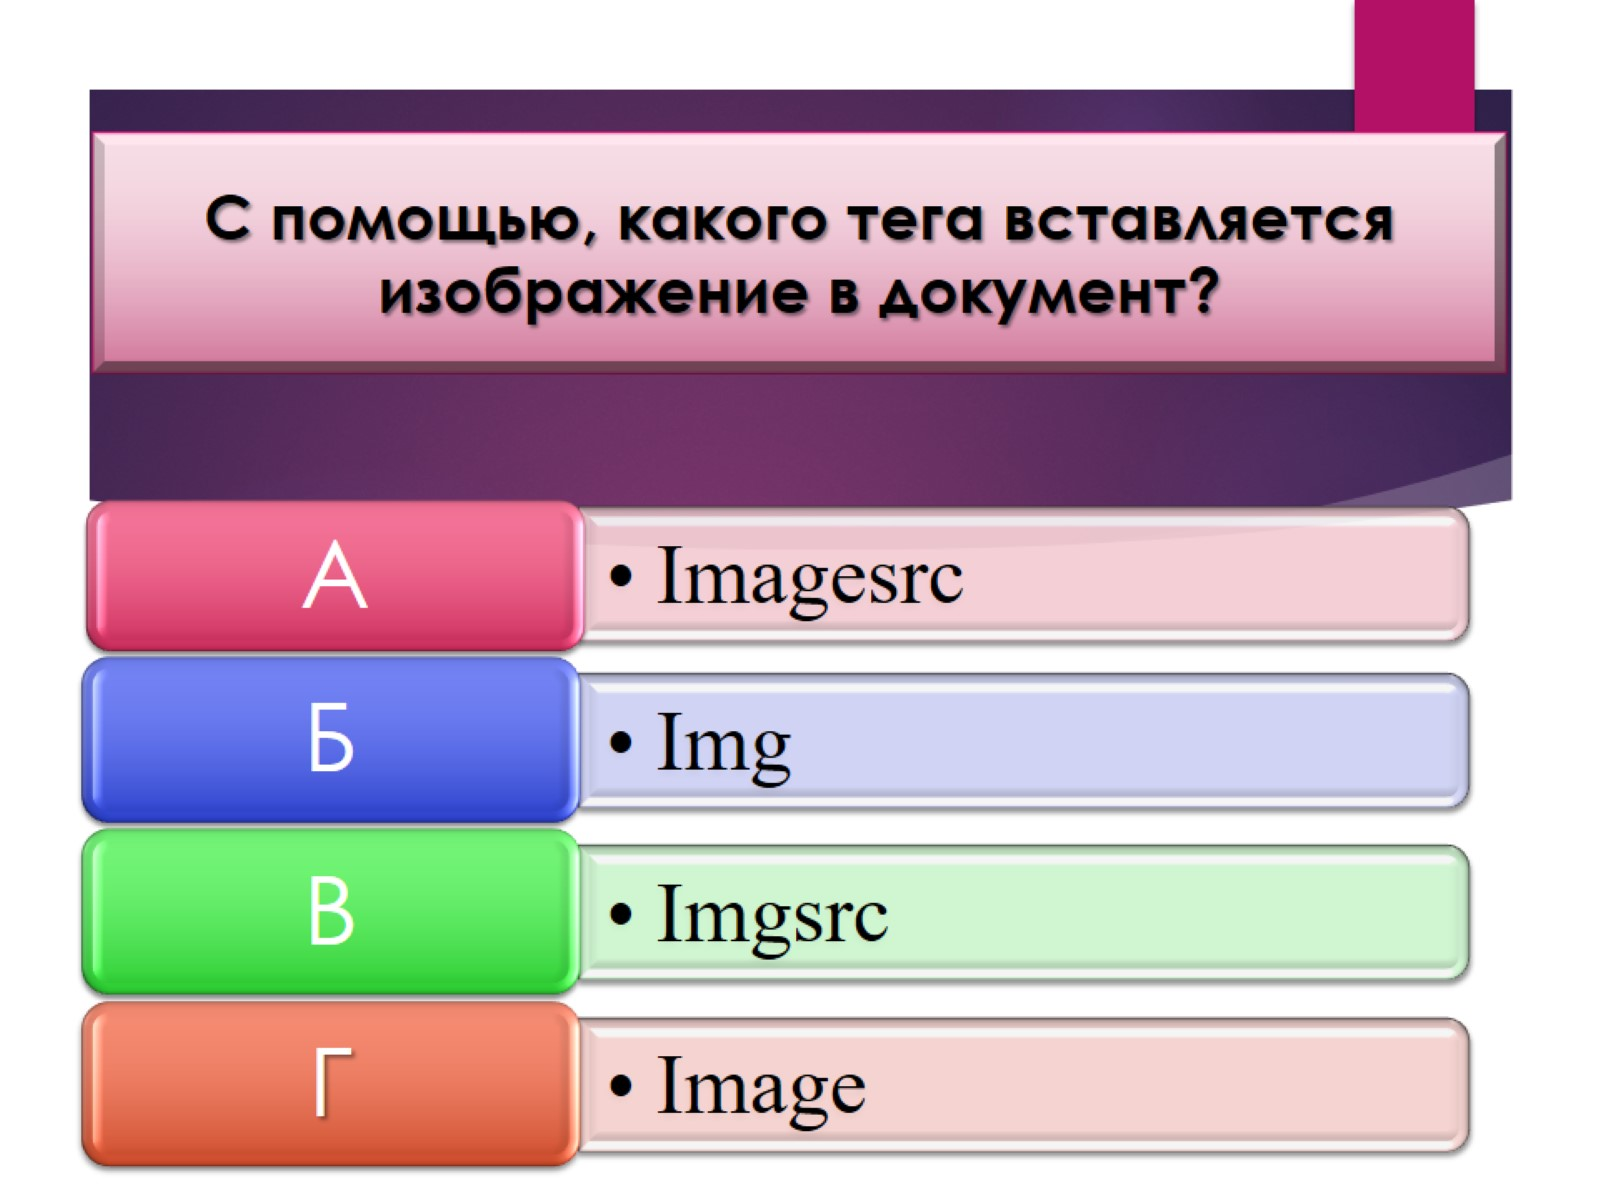 С помощью, какого тега вставляется
изображение в документ?
А
• Imagesrc
Б
• Img
В
• Imgsrc
Г
• Image